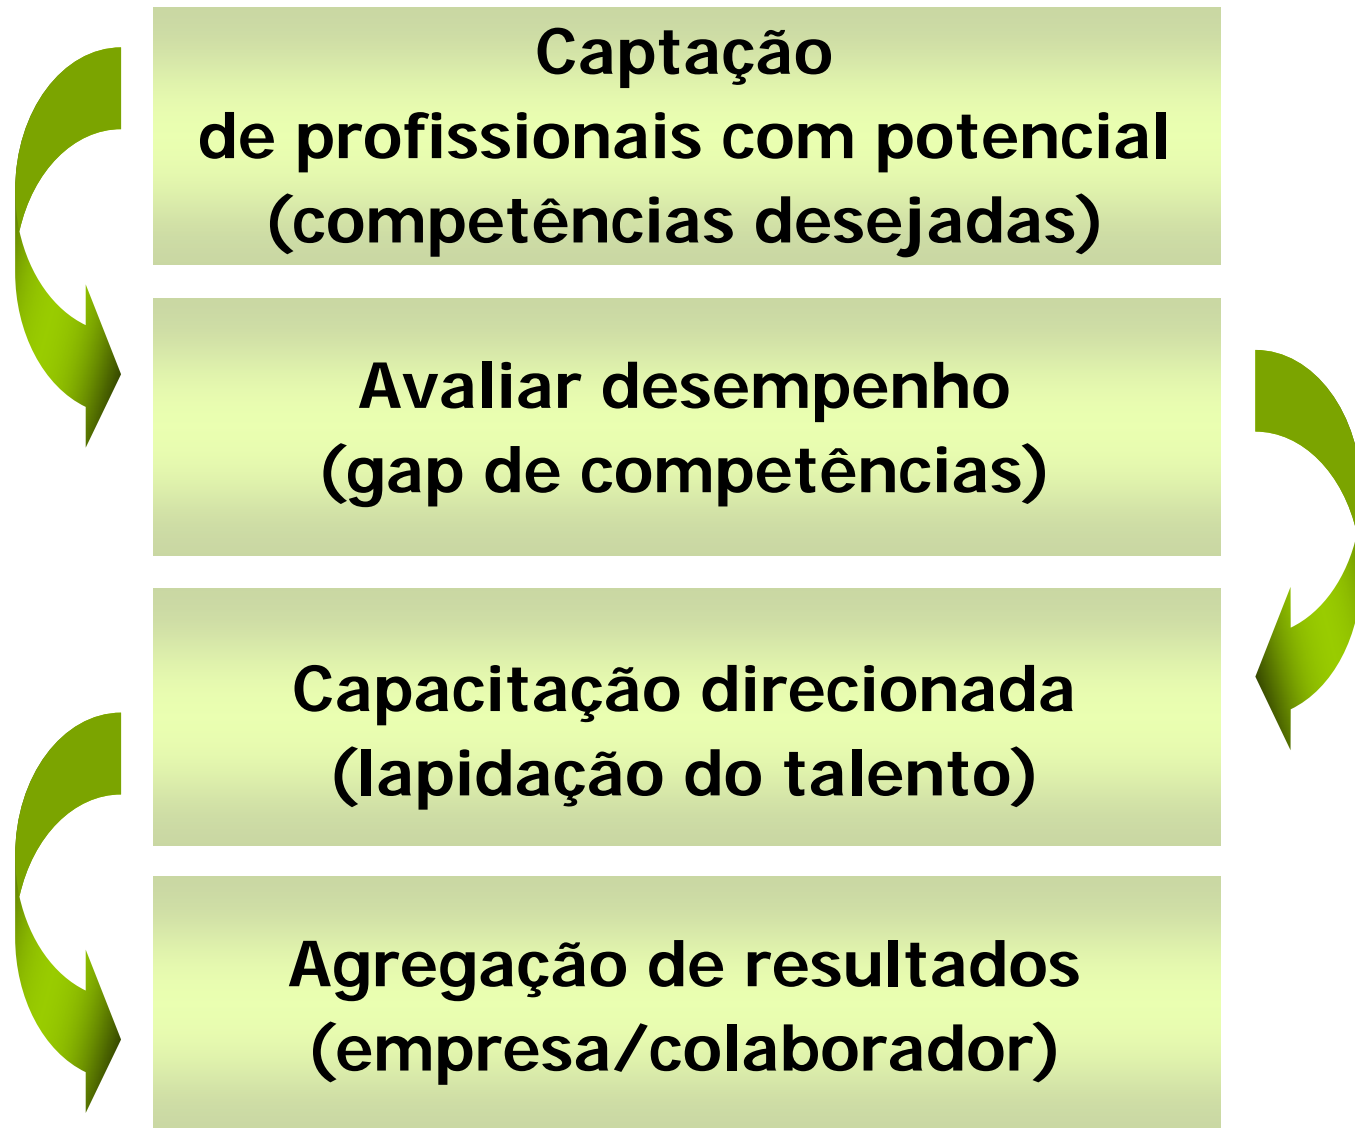 Captação
de profissionais com potencial
(competências desejadas)
Avaliar desempenho
(gap de competências)
Capacitação direcionada
(lapidação do talento)
Agregação de resultados
(empresa/colaborador)